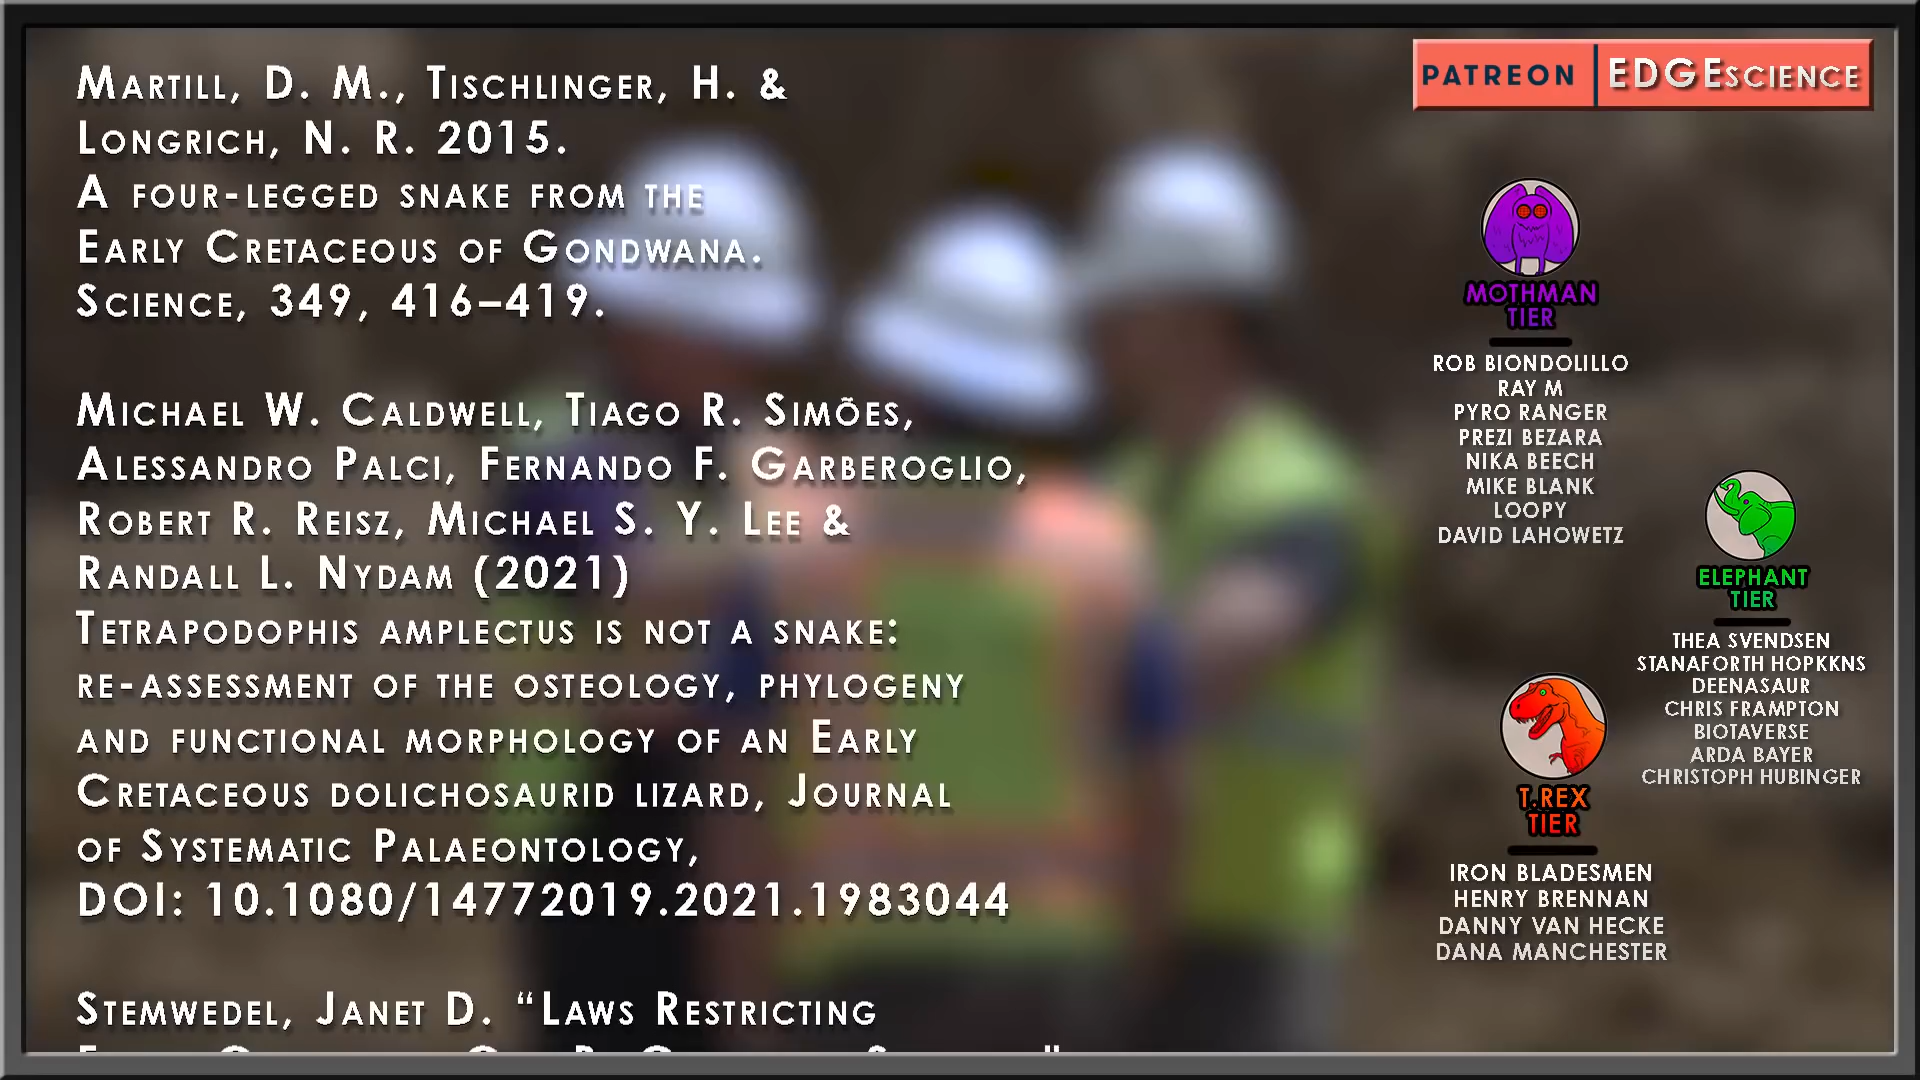 Martill, D. M., Tischlinger, H. &
Longrich, N. R. 2015.
A four-legged snake from the
Early Cretaceous of Gondwana.
Science, 349, 416–419.
Michael W. Caldwell, Tiago R. Simões,
Alessandro Palci, Fernando F. Garberoglio,
Robert R. Reisz, Michael S. Y. Lee &
Randall L. Nydam (2021)
Tetrapodophis amplectus is not a snake:
re-assessment of the osteology, phylogeny
and functional morphology of an Early
Cretaceous dolichosaurid lizard, Journal
of Systematic Palaeontology,
DOI: 10.1080/14772019.2021.1983044
Stemwedel, Janet D. “Laws Restricting
PATREON EDGEscience
MOTHMAN
TIER
ROB BIONDOLILLO
RAY M
PYRO RANGER
PREZI BEZARA
NIKA BEECH
MIKE BLANK
LOOPY
DAVID LAHOWETZ
ELEPHANT
TIER
THEA SVENDSEN
STANAFORTH HOPKKNS
DEENASAUR
CHRIS FRAMPTON
BIOTAVERSE
ARDA BAYER
CHRISTOPH HUBINGER
T.REX
TIER
IRON BLADESMEN
HENRY BRENNAN
DANNY VAN HECKE
DANA MANCHESTER